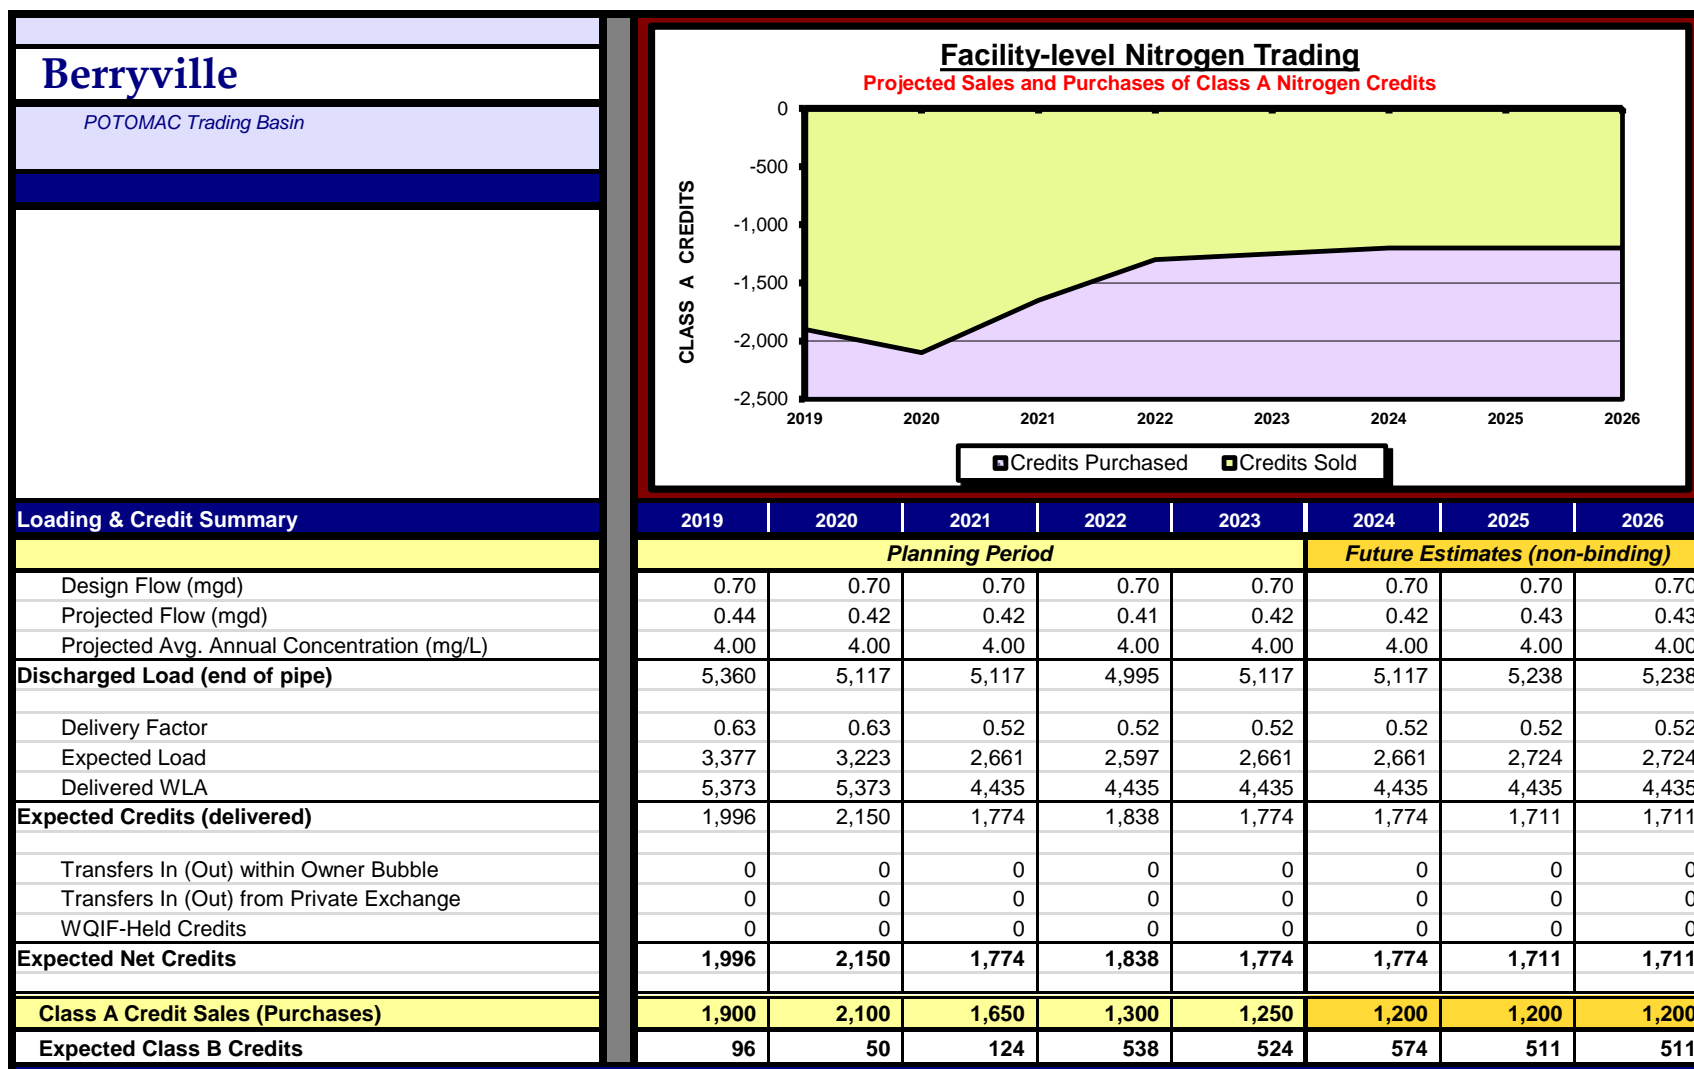 Berryville
POTOMAC Trading Basin
Facility-level Nitrogen Trading
Projected Sales and Purchases of Class A Nitrogen Credits
CLASS A CREDITS
0
-500
-1,000
-1,500
-2,000
-2,500
2019 2020 2021 2022 2023 2024 2025 2026
Credits Purchased Credits Sold
Loading & Credit Summary 2019 2020 2021 2022 2023 2024 2025 2026
Planning Period Future Estimates (non-binding)
Design Flow (mgd) 0.70 0.70 0.70 0.70 0.70 0.70 0.70 0.70
Projected Flow (mgd) 0.44 0.42 0.42 0.41 0.42 0.42 0.43 0.43
Projected Avg. Annual Concentration (mg/L) 4.00 4.00 4.00 4.00 4.00 4.00 4.00 4.00
Discharged Load (end of pipe) 5,360 5,117 5,117 4,995 5,117 5,117 5,238 5,238
Delivery Factor 0.63 0.63 0.52 0.52 0.52 0.52 0.52 0.52
Expected Load 3,377 3,223 2,661 2,597 2,661 2,661 2,724 2,724
Delivered WLA 5,373 5,373 4,435 4,435 4,435 4,435 4,435 4,435
Expected Credits (delivered) 1,996 2,150 1,774 1,838 1,774 1,774 1,711 1,711
Transfers In (Out) within Owner Bubble 0 0 0 0 0 0 0 0
Transfers In (Out) from Private Exchange 0 0 0 0 0 0 0 0
WQIF-Held Credits 0 0 0 0 0 0 0 0
Expected Net Credits 1,996 2,150 1,774 1,838 1,774 1,774 1,711 1,711
Class A Credit Sales (Purchases) 1,900 2,100 1,650 1,300 1,250 1,200 1,200 1,200
Expected Class B Credits 96 50 124 538 524 574 511 511